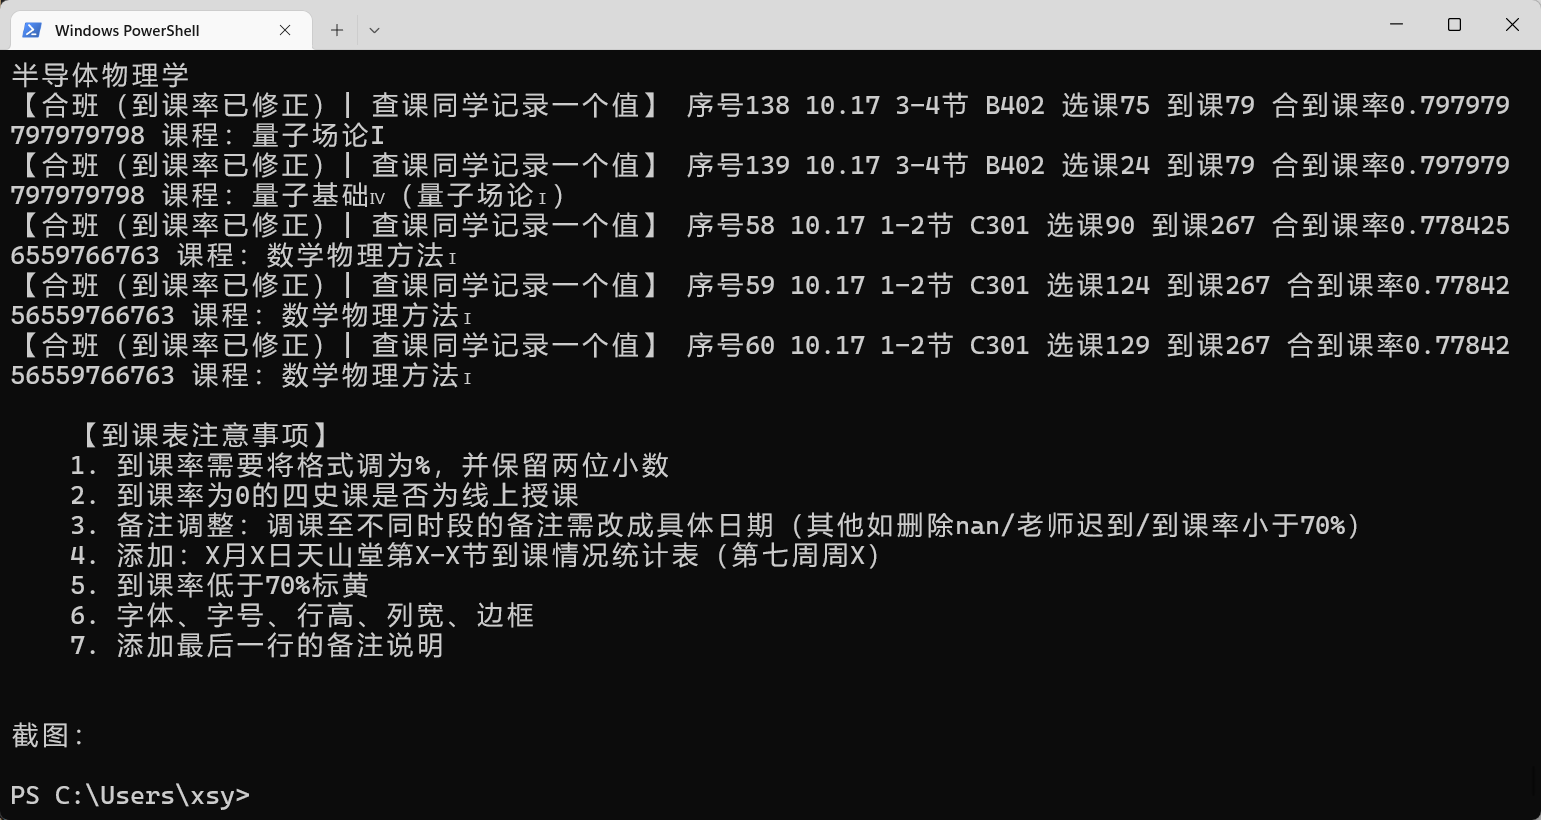 Windows PowerShell
半导体物理学
【合班（到课率已修正）| 查课同学记录一个值】 序号138 10.17 3-4节 B402 选课75 到课79 合到课率0.797979
797979798 课程：量子场论I
【合班（到课率已修正）| 查课同学记录一个值】 序号139 10.17 3-4节 B402 选课24 到课79 合到课率0.797979
797979798 课程：量子基础Ⅳ（量子场论Ⅰ）
【合班（到课率已修正）| 查课同学记录一个值】 序号58 10.17 1-2节 C301 选课90 到课267 合到课率0.778425
6559766763 课程：数学物理方法Ⅰ
【合班（到课率已修正）| 查课同学记录一个值】 序号59 10.17 1-2节 C301 选课124 到课267 合到课率0.77842
56559766763 课程：数学物理方法Ⅰ
【合班（到课率已修正）| 查课同学记录一个值】 序号60 10.17 1-2节 C301 选课129 到课267 合到课率0.77842
56559766763 课程：数学物理方法Ⅰ
【到课表注意事项】
1. 到课率需要将格式调为%，并保留两位小数
2. 到课率为0的四史课是否为线上授课
3. 备注调整：调课至不同时段的备注需改成具体日期（其他如删除nan/老师迟到/到课率小于70%）
4. 添加：X月X日天山堂第X-X节到课情况统计表（第七周周X）
5. 到课率低于70%标黄
6. 字体、字号、行高、列宽、边框
7. 添加最后一行的备注说明
截图：
PS C:\Users\xsy>